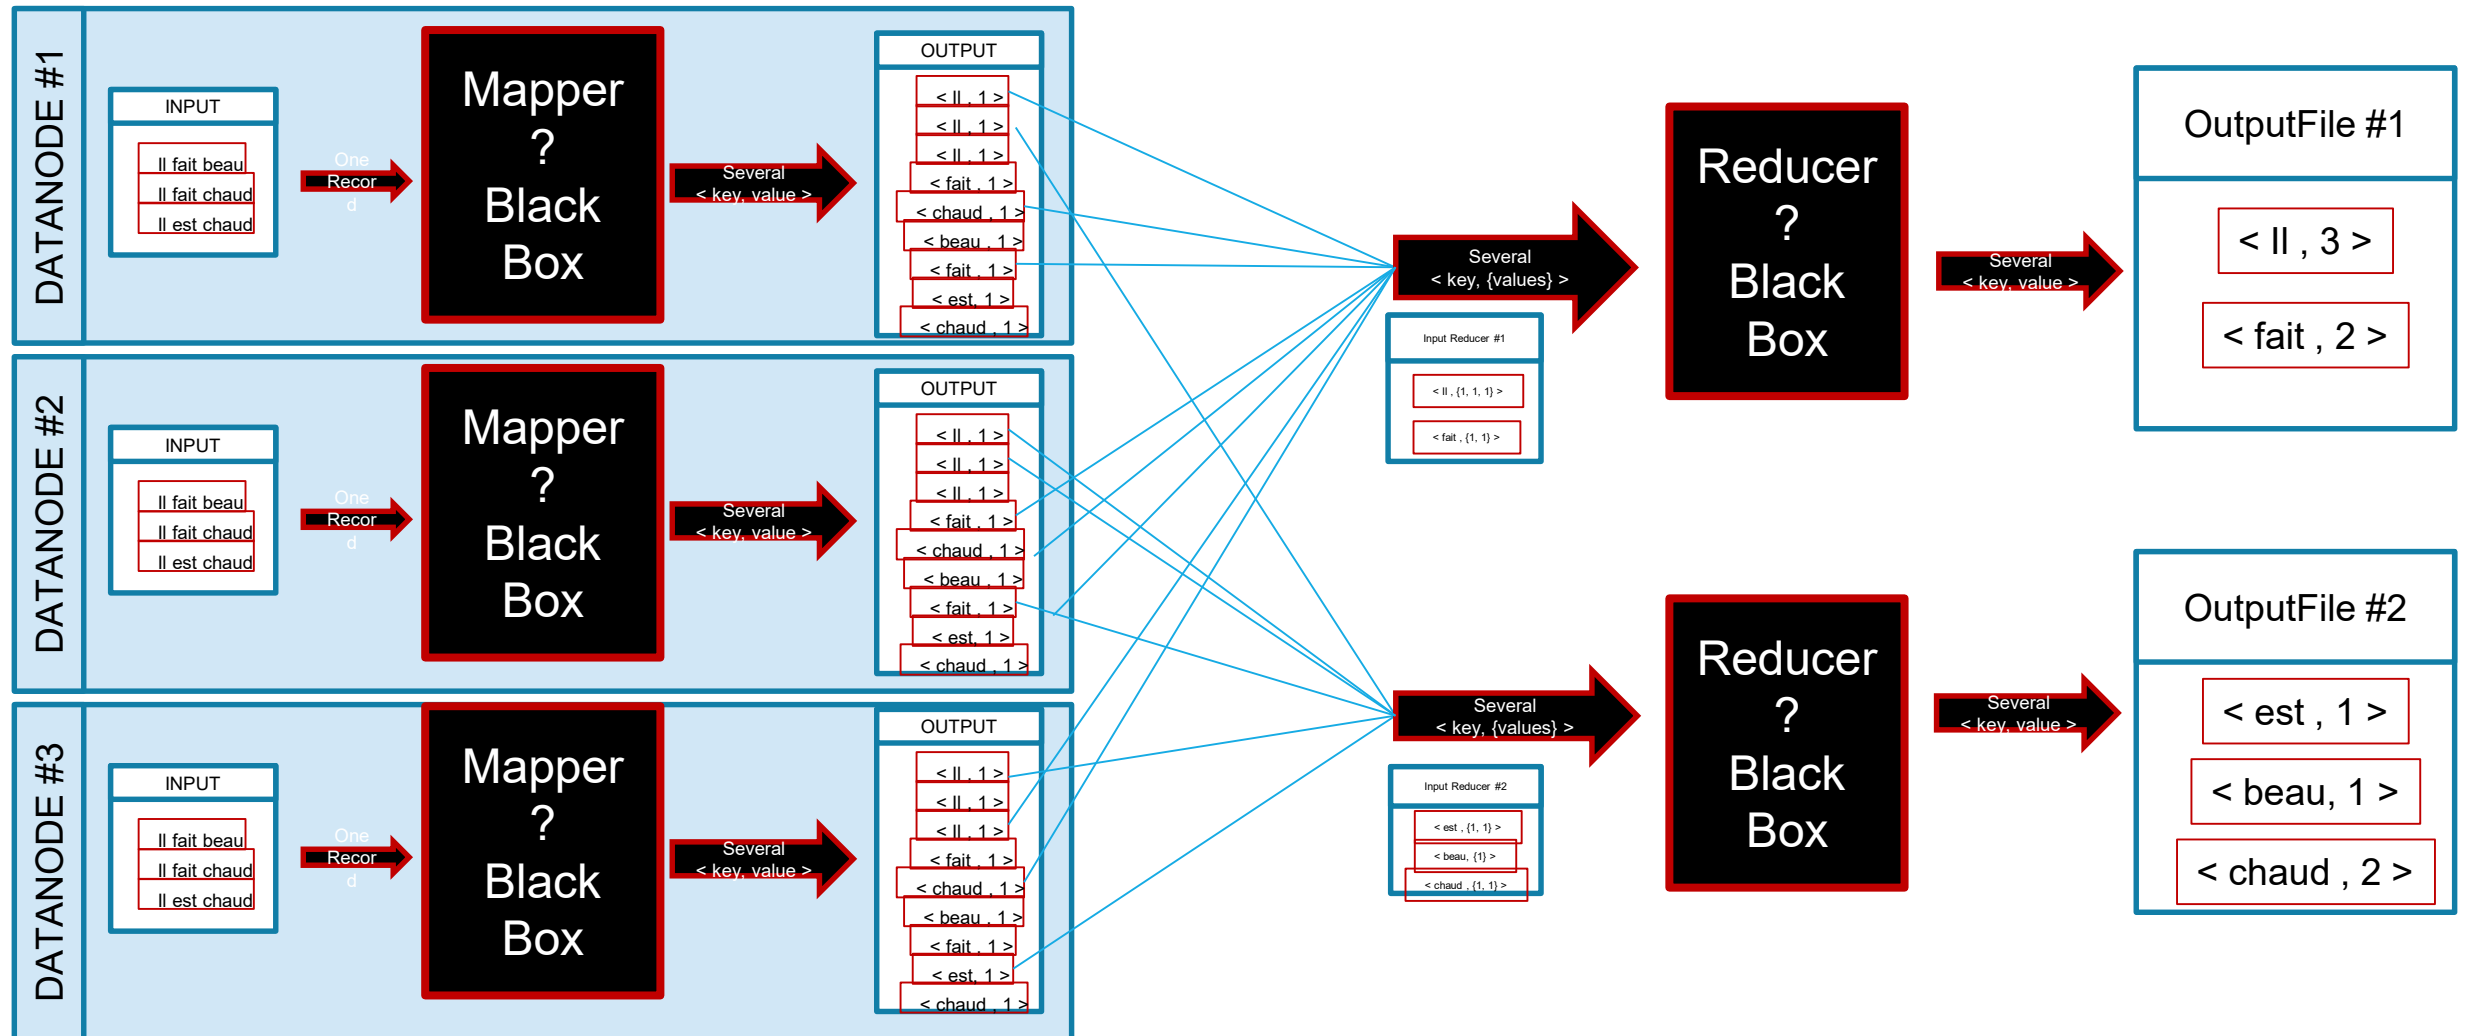 DATANODE #1
INPUT
Il fait beau
Il fait chaud
Il est chaud
One
Recor
d
Mapper
?
Black
Box
Several
< key, value >
OUTPUT
< Il , 1 >
< Il , 1 >
< Il , 1 >
< fait , 1 >
< chaud , 1 >
< beau , 1 >
< fait , 1 >
< est, 1 >
< chaud , 1 >
DATANODE #2
INPUT
Il fait beau
Il fait chaud
Il est chaud
One
Recor
d
Mapper
?
Black
Box
Several
< key, value >
OUTPUT
< Il , 1 >
< Il , 1 >
< Il , 1 >
< fait , 1 >
< chaud , 1 >
< beau , 1 >
< fait , 1 >
< est, 1 >
< chaud , 1 >
DATANODE #3
INPUT
Il fait beau
Il fait chaud
Il est chaud
One
Recor
d
Mapper
?
Black
Box
Several
< key, value >
OUTPUT
< Il , 1 >
< Il , 1 >
< Il , 1 >
< fait , 1 >
< chaud , 1 >
< beau , 1 >
< fait , 1 >
< est, 1 >
< chaud , 1 >
Several
< key, {values} >
Input Reducer #1
< Il , {1, 1, 1} >
< fait , {1, 1} >
Reducer
?
Black
Box
Several
< key, value >
OutputFile #1
< Il , 3 >
< fait , 2 >
Several
< key, {values} >
Input Reducer #2
< est , {1, 1} >
< beau, {1} >
< chaud , {1, 1} >
Reducer
?
Black
Box
Several
< key, value >
OutputFile #2
< est , 1 >
< beau, 1 >
< chaud , 2 >